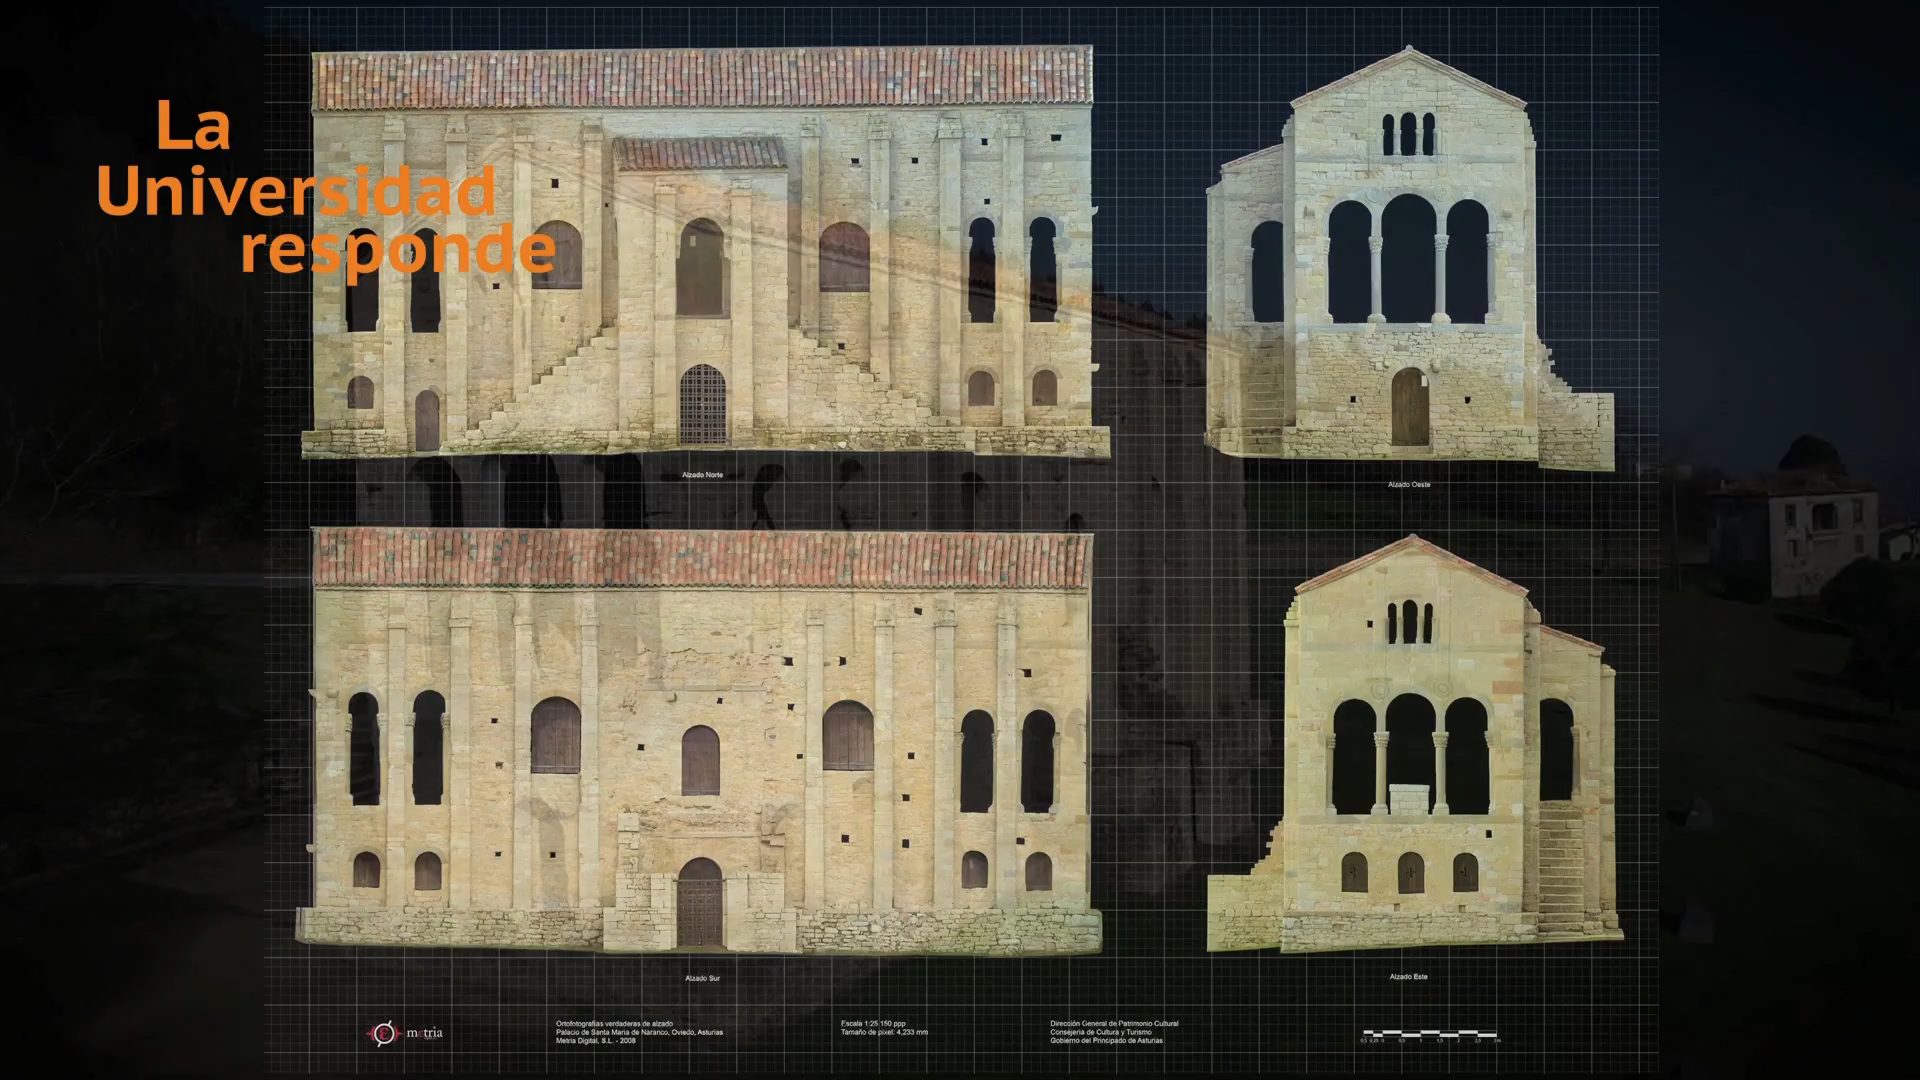 La
Universidad
responde
Alzado Norte
Alzado Oeste
Alzado Sur
Alzado Este
metria
Ortofotografías verdaderas de alzado
Palacio de Santa María de Naranco, Oviedo, Asturias
Metria Digital, S.L. - 2008
Escala 1:25 150 ppp
Tamaño de pixel: 4,233 mm
Dirección General de Patrimonio Cultural
Consejería de Cultura y Turismo
Gobierno del Principado de Asturias